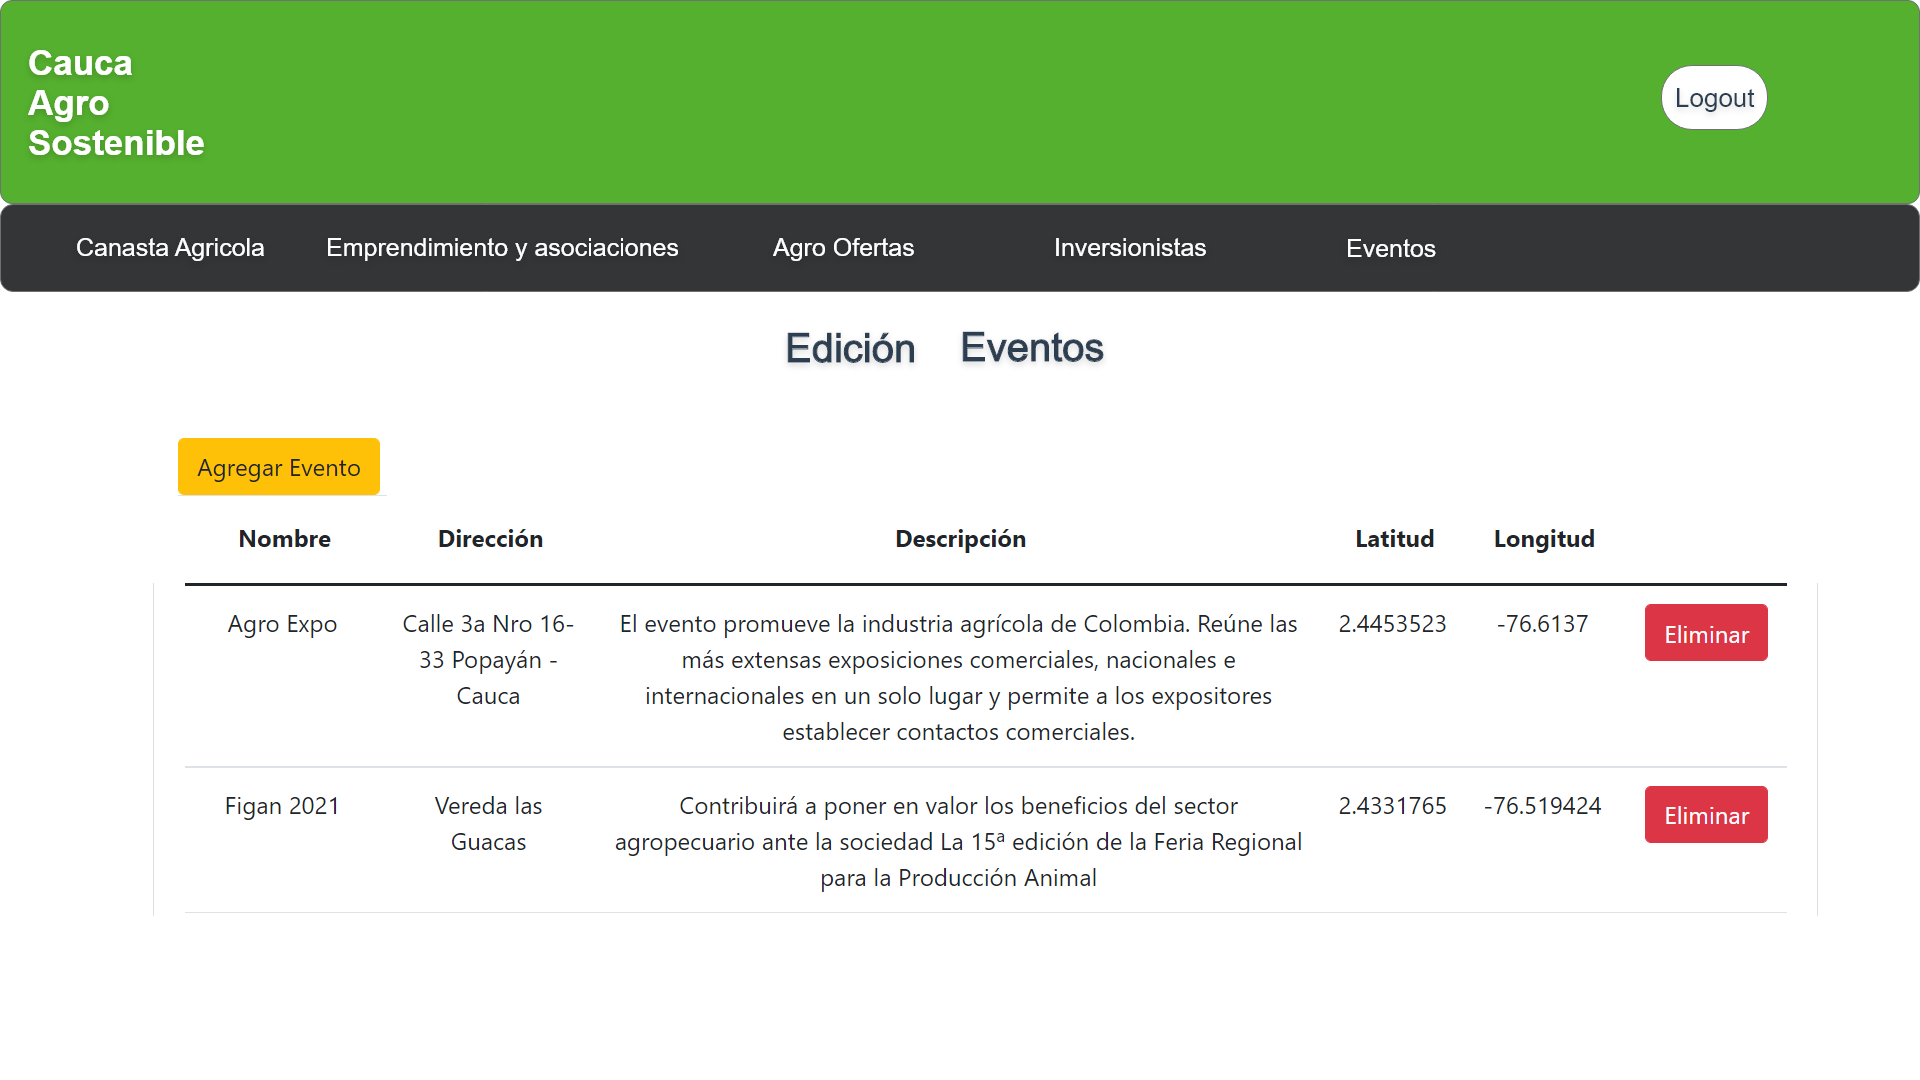 Cauca
Agro
Sostenible
Logout
Canasta Agricola
Emprendimiento y asociaciones
Agro Ofertas
Inversionistas
Eventos
Edición Eventos
Agregar Evento
Nombre Dirección Descripción Latitud Longitud
Agro Expo
Calle 3a Nro 16-
33 Popayán -
Cauca
El evento promueve la industria agrícola de Colombia. Reúne las
más extensas exposiciones comerciales, nacionales e
internacionales en un solo lugar y permite a los expositores
establecer contactos comerciales.
2.4453523
-76.6137
Eliminar
Figan 2021
Vereda las
Guacas
Contribuirá a poner en valor los beneficios del sector
agropecuario ante la sociedad La 15ª edición de la Feria Regional
para la Producción Animal
2.4331765
-76.519424
Eliminar